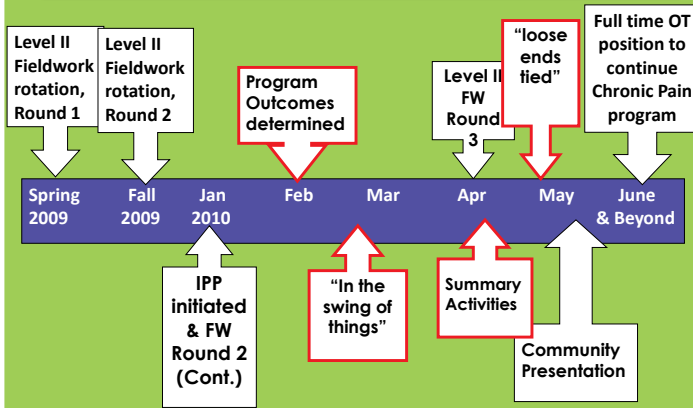 Level II
Fieldwork
rotation,
Round 1
Level II
Fieldwork
rotation,
Round 2
Program
Outcomes
determined
Level II
FW
Round
3
“loose
ends
tied”
Full time OT
position to
continue
Chronic Pain
program
Spring
2009
Fall
2009
Jan
2010
Feb
Mar
Apr
May
June
& Beyond
IPP
initiated
& FW
Round 2
(Cont.)
“In the
swing of
things”
Summary
Activities
Community
Presentation